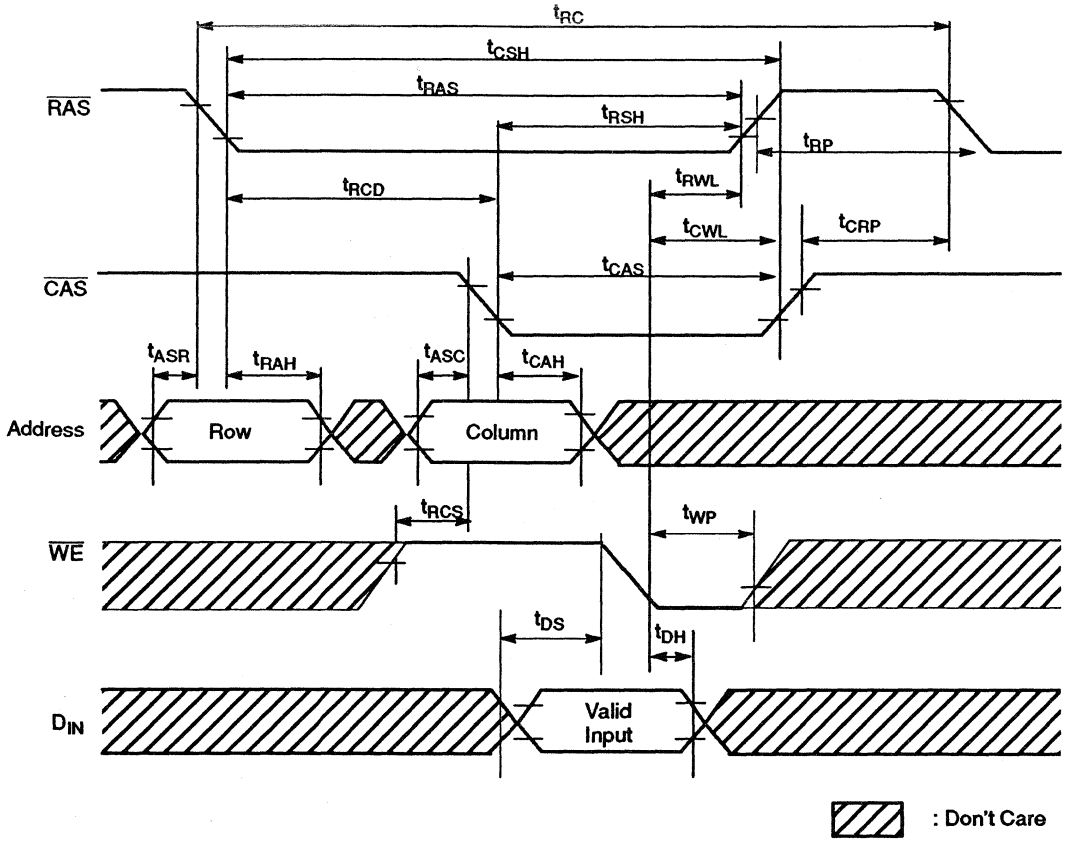 tRC
tCSH
RAS
tRAS
tRSH
tRP
tRCD
tRWL
tCWL
tCRP
CAS
tCAS
tASR
tRAH
tASC
tCAH
Address
Row
Column
tRCS
tWP
WE
tDS
tDH
DIN
Valid
Input
: Don't Care